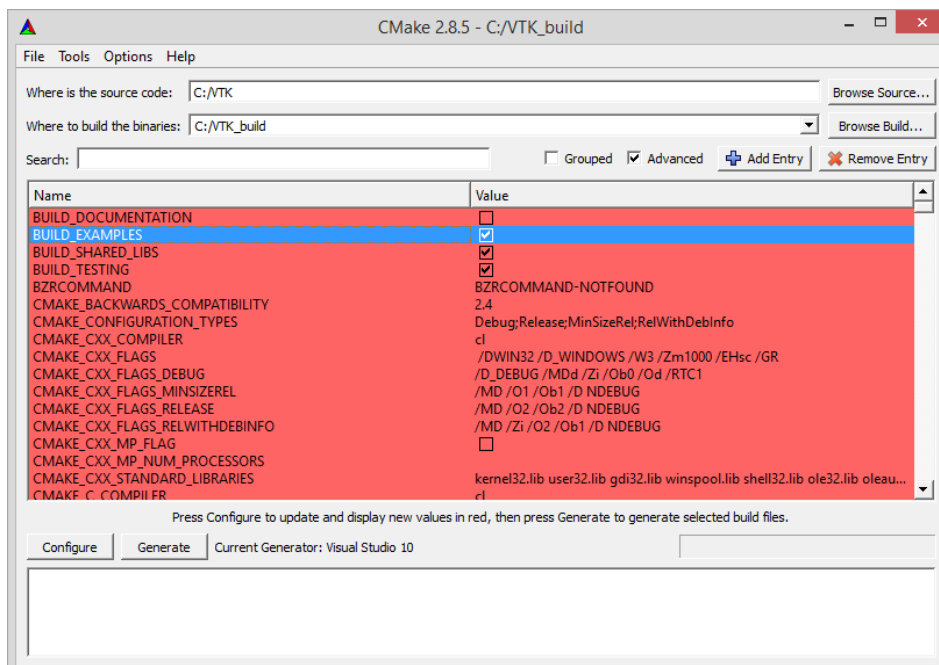 CMake 2.8.5 - C:/VTK_build
File Tools Options Help
Where is the source code: C:/VTK Browse Source...
Where to build the binaries: C:/VTK_build Browse Build...
Search: Grouped Advanced Add Entry Remove Entry
Name Value
BUILD_DOCUMENTATION
BUILD_EXAMPLES
BUILD_SHARED_LIBS
BUILD_TESTING
BZRCOMMAND BZRCOMMAND-NOTFOUND
CMAKE_BACKWARDS_COMPATIBILITY 2.4
CMAKE_CONFIGURATION_TYPES Debug;Release;MinSizeRel;RelWithDebInfo
CMAKE_CXX_COMPILER cl
CMAKE_CXX_FLAGS /DWIN32 /D_WINDOWS /W3 /Zm1000 /EHsc /GR
CMAKE_CXX_FLAGS_DEBUG /D_DEBUG /MDd /Zi /Ob0 /Od /RTC1
CMAKE_CXX_FLAGS_MINSIZEREL /MD /O1 /Ob1 /D NDEBUG
CMAKE_CXX_FLAGS_RELEASE /MD /O2 /Ob2 /D NDEBUG
CMAKE_CXX_FLAGS_RELWITHDEBINFO /MD /Zi /O2 /Ob1 /D NDEBUG
CMAKE_CXX_MP_FLAG
CMAKE_CXX_MP_NUM_PROCESSORS
CMAKE_CXX_STANDARD_LIBRARIES kernel32.lib user32.lib gdi32.lib winspool.lib shell32.lib ole32.lib oleau...
CMAKE_C_COMPILER cl
Press Configure to update and display new values in red, then press Generate to generate selected build files.
Configure Generate Current Generator: Visual Studio 10